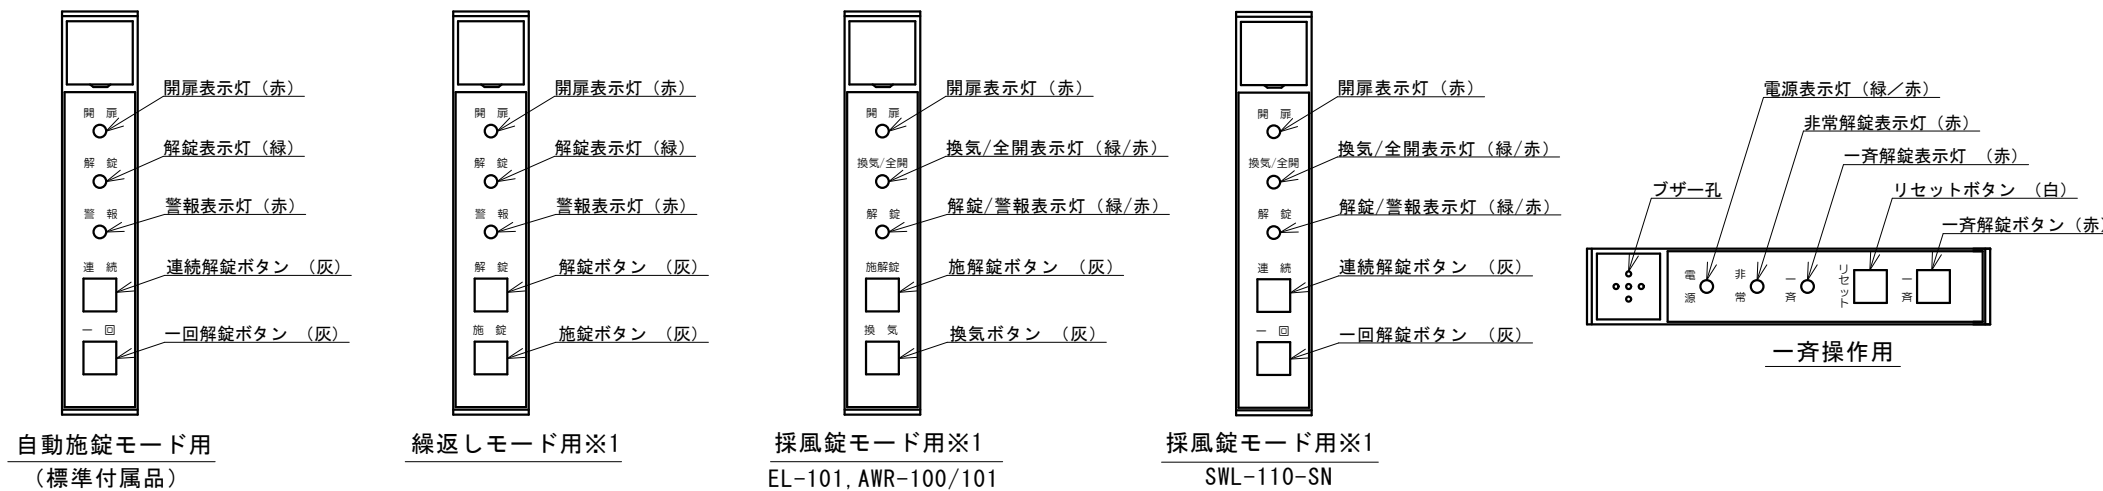 開 扉
開扉表示灯（赤）
解 錠
解錠表示灯（緑）
警 報
警報表示灯（赤）
連 続
連続解錠ボタン （灰）
一 回
一回解錠ボタン （灰）
自動施錠モード用
（標準付属品）
開 扉
開扉表示灯（赤）
解 錠
解錠表示灯（緑）
警 報
警報表示灯（赤）
解 錠
解錠ボタン （灰）
施 錠
施錠ボタン （灰）
繰返しモード用※1
開 扉
開扉表示灯（赤）
換気/全開
換気/全開表示灯（緑/赤）
解 錠
解錠/警報表示灯（緑/赤）
施解錠
施解錠ボタン （灰）
換 気
換気ボタン （灰）
採風錠モード用※1
EL-101,AWR-100/101
開 扉
開扉表示灯（赤）
換気/全開
換気/全開表示灯（緑/赤）
解 錠
解錠/警報表示灯（緑/赤）
連 続
連続解錠ボタン （灰）
一 回
一回解錠ボタン （灰）
採風錠モード用※1
SWL-110-SN
電源表示灯（緑／赤）
非常解錠表示灯（赤）
一斉解錠表示灯 （赤）
ブザー孔
リセットボタン （白）
一斉解錠ボタン（赤）
電源
非常
一斉
リセット
一斉
一斉操作用